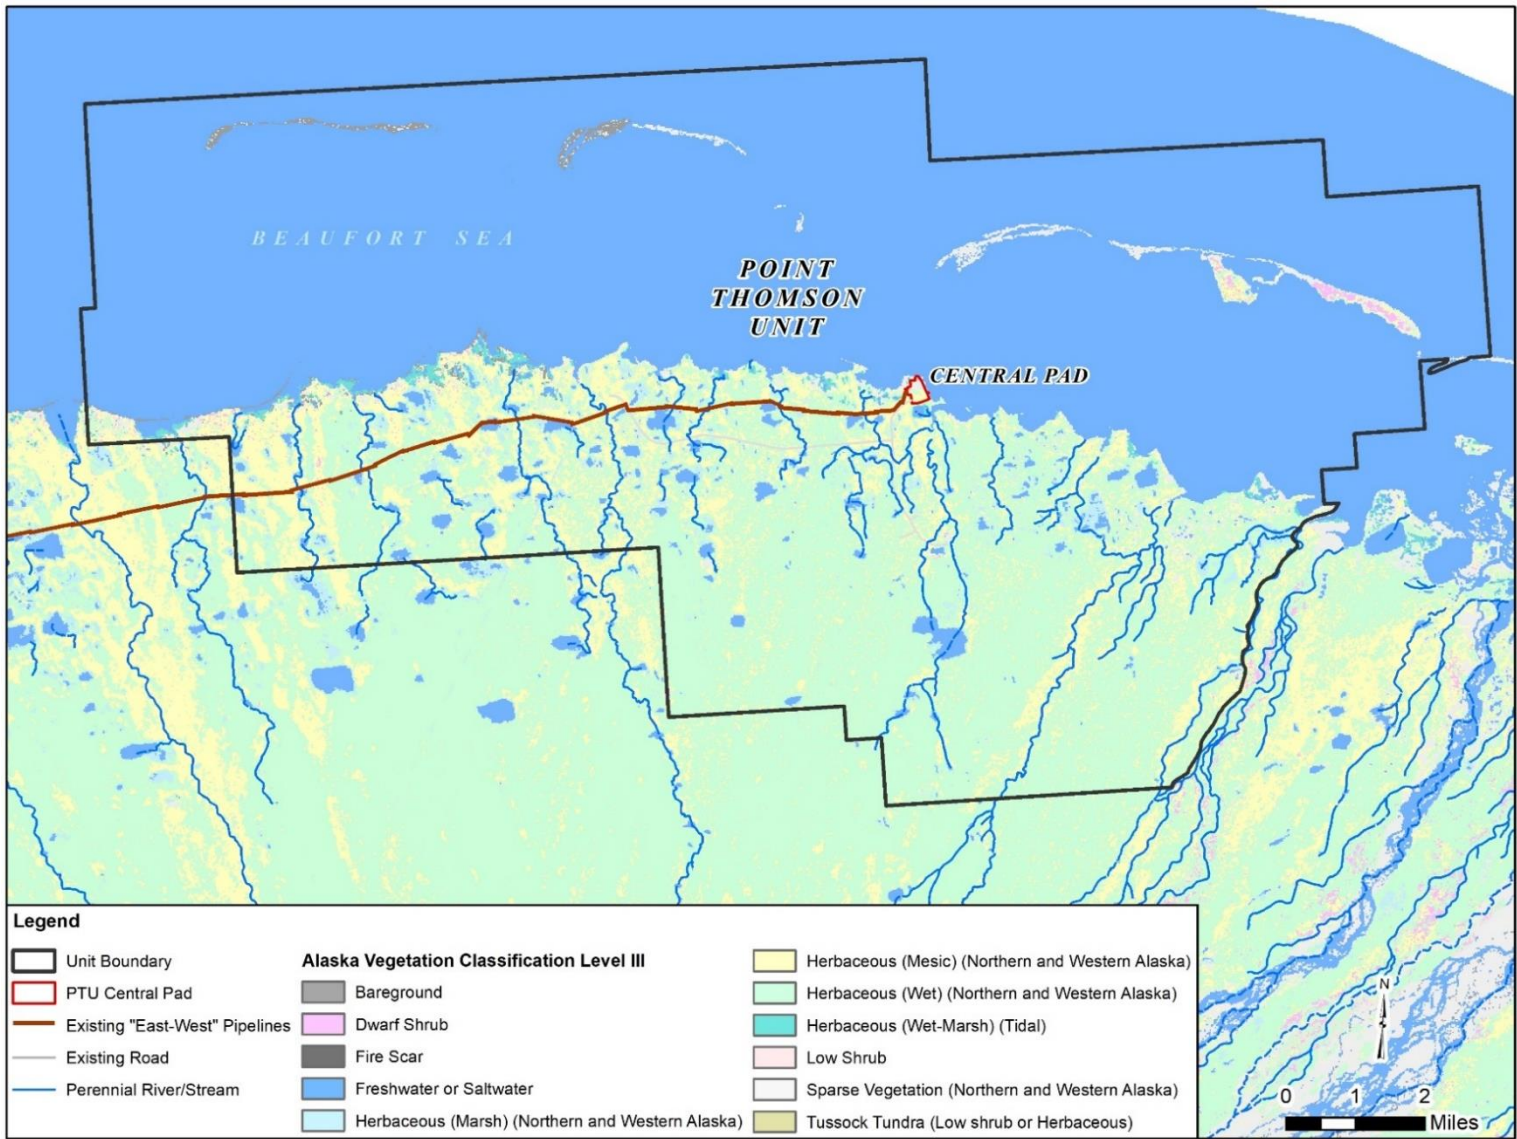 BEAUFORT SEA
POINT
THOMSON
UNIT
CENTRAL PAD
Legend
Unit Boundary
PTU Central Pad
Existing "East-West" Pipelines
Existing Road
Perennial River/Stream
Alaska Vegetation Classification Level III
Bareground
Dwarf Shrub
Fire Scar
Freshwater or Saltwater
Herbaceous (Marsh) (Northern and Western Alaska)
Herbaceous (Mesic) (Northern and Western Alaska)
Herbaceous (Wet) (Northern and Western Alaska)
Herbaceous (Wet-Marsh) (Tidal)
Low Shrub
Sparse Vegetation (Northern and Western Alaska)
Tussock Tundra (Low shrub or Herbaceous)
N
0 1 2
Miles